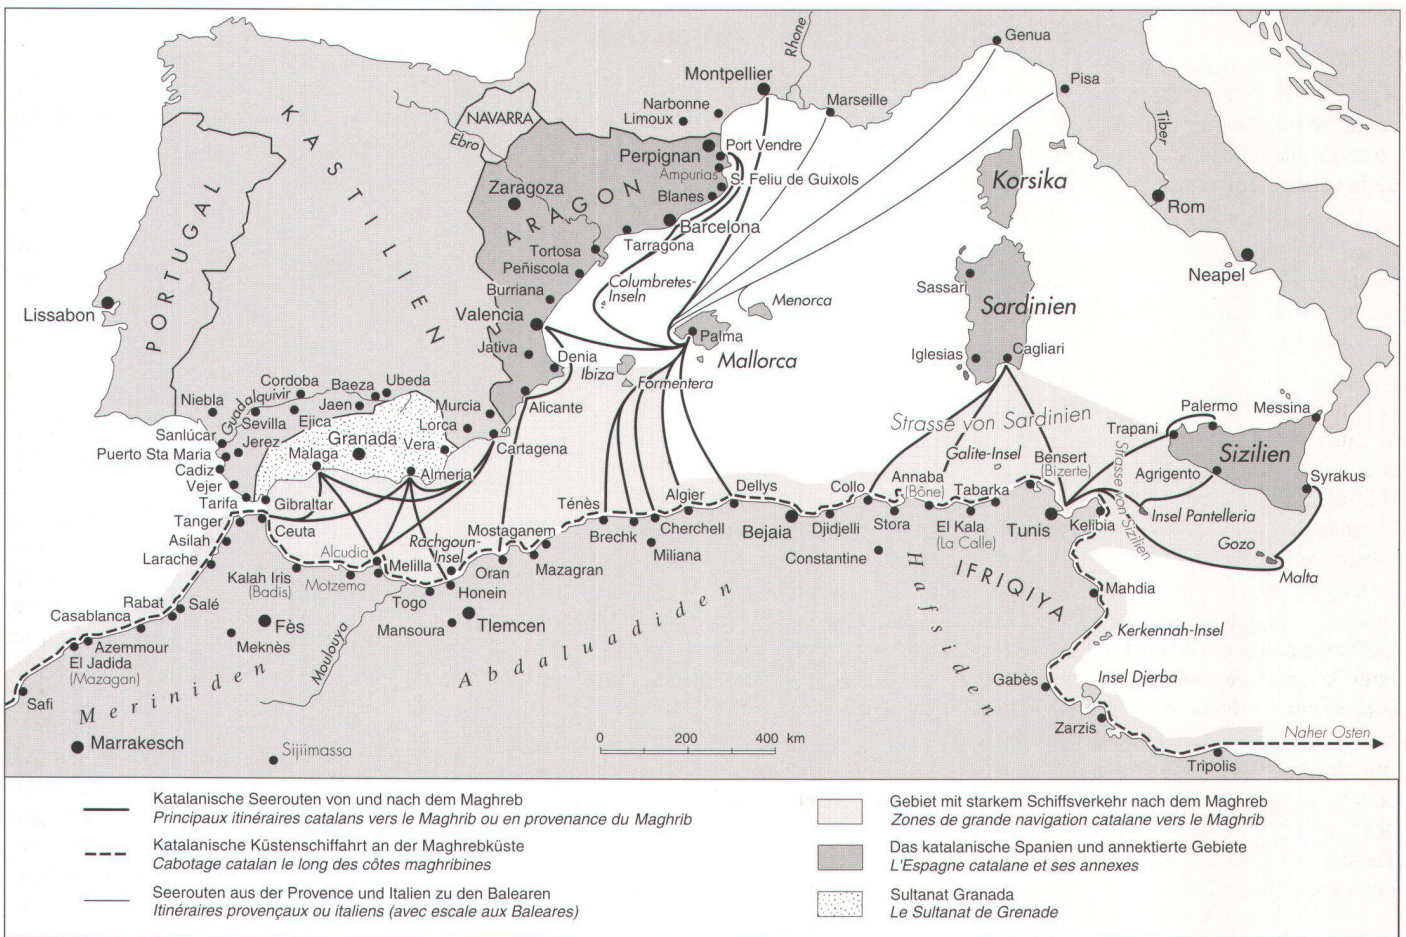 Genua
Pisa
Rhone
Montpellier
Marseille
Narbonne
Limoux
NAVARRA
Ebro
KASTILIEN
PORTUGAL
Lissabon
Port Vendre
Perpignan
Ampurias
S. Feliu de Guixols
Blanes
Zaragoza
ARAGON
Barcelona
Tarragona
Tortosa
Peñiscola
Burriana
Columbretes-
Inseln
Valencia
Jativa
Denia
Ibiza
Formentera
Alicante
Menorca
Palma
Mallorca
Korsika
Tiber
Rom
Neapel
Sassari
Sardinien
Iglesias
Cagliari
Strasse von Sardinien
Cordoba
Baeza
Ubeda
Niebla
Guadalquivir
Jaen
Sevilla
Ejica
Murcia
Lorca
Sanlúcar
Jerez
Granada
Vera
Cartagena
Puerto Sta Maria
Malaga
Cadiz
Almeria
Vejer
Tarifa
Gibraltar
Tanger
Ceuta
Asilah
Larache
Alcudia
Rachgoun-
Insel
Melilla
Kalah Iris
(Badis)
Motzema
Togo
Honein
Oran
Mostaganem
Mazagran
Ténès
Brechk
Algier
Cherchell
Miliana
Dellys
Bejaia
Djidjelli
Collo
Stora
Constantine
Annaba
(Bône)
Galite-Insel
Tabarka
El Kala
(La Calle)
Bensert
(Bizerte)
Tunis
Kelibia
Strasse von Sizilien
Palermo
Messina
Trapani
Sizilien
Agrigento
Syrakus
Insel Pantelleria
Gozo
Malta
Rabat
Salé
Casablanca
Azemmour
El Jadida
(Mazagan)
Safi
Fès
Meknès
Moulouya
Mansoura
Tlemcen
Meriniden
Abdaluadiden
Hafsiden
IFRIQIYA
Mahdia
Kerkennah-Insel
Insel Djerba
Gabès
Zarzis
Tripolis
Naher Osten
Marrakesch
Sijiimassa
0 200 400 km
Katalanische Seerouten von und nach dem Maghreb
Principaux itinéraires catalans vers le Maghrib ou en provenance du Maghrib
Katalanische Küstenschiffahrt an der Maghrebküste
Cabotage catalan le long des côtes maghribines
Seerouten aus der Provence und Italien zu den Balearen
Itinéraires provençaux ou italiens (avec escale aux Baleares)
Gebiet mit starkem Schiffsverkehr nach dem Maghreb
Zones de grande navigation catalane vers le Maghrib
Das katalanische Spanien und annektierte Gebiete
L'Espagne catalane et ses annexes
Sultanat Granada
Le Sultanat de Grenade